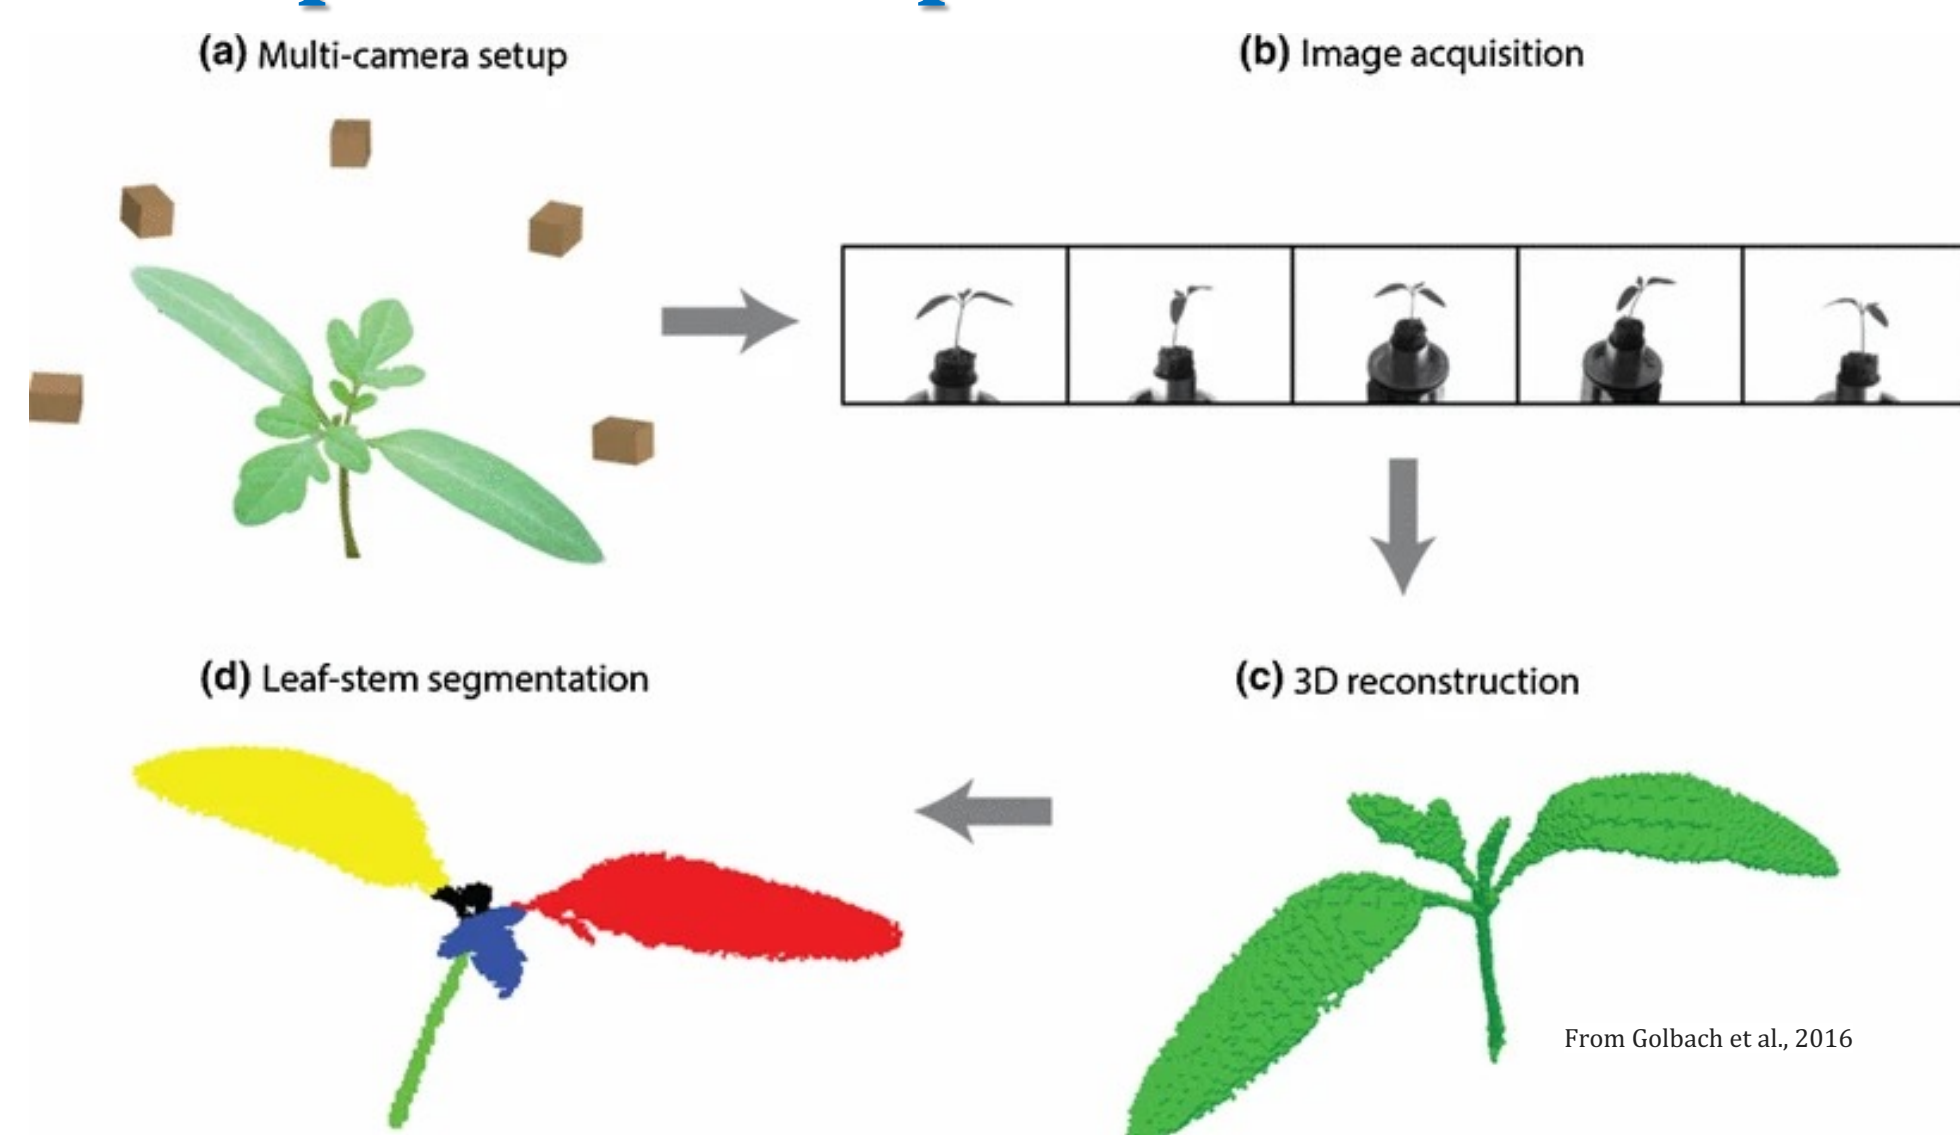 (a) Multi-camera setup
(b) Image acquisition
(d) Leaf-stem segmentation
(c) 3D reconstruction
From Golbach et al., 2016